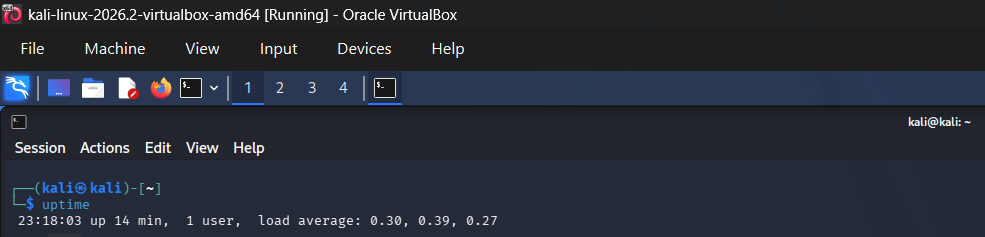 kali-linux-2026.2-virtualbox-amd64 [Running] - Oracle VirtualBox
File Machine View Input Devices Help
1 2 3 4
kali@kali: ~
Session Actions Edit View Help
┌──(kali㉿kali)-[~]
└─$ uptime
23:18:03 up 14 min,  1 user,  load average: 0.30, 0.39, 0.27